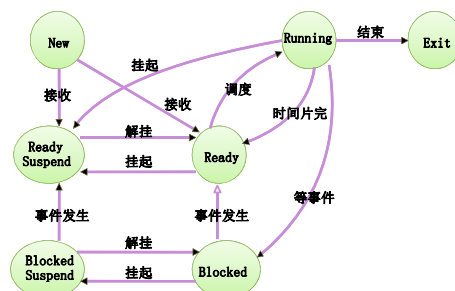 New
Running
结束
Exit
挂起
接收
接收
调度
时间片完
解挂
Ready
Suspend
挂起
Ready
等事件
事件发生
事件发生
解挂
Blocked
Suspend
挂起
Blocked